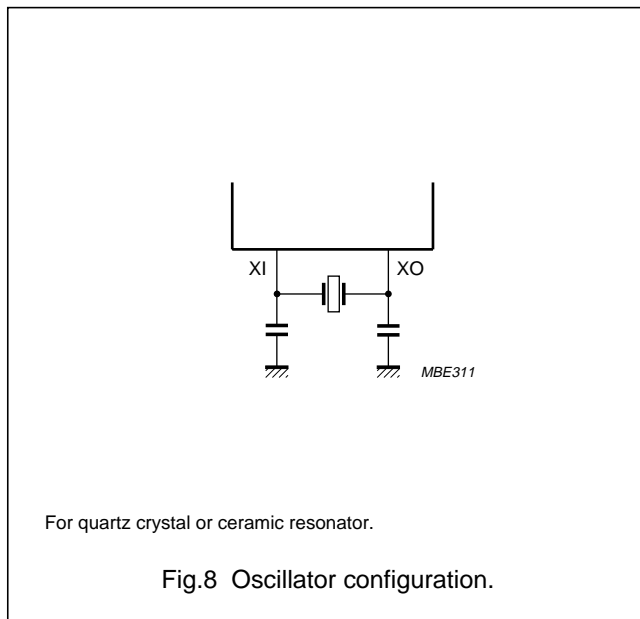 XI XO
MBE311
For quartz crystal or ceramic resonator.
Fig.8 Oscillator configuration.